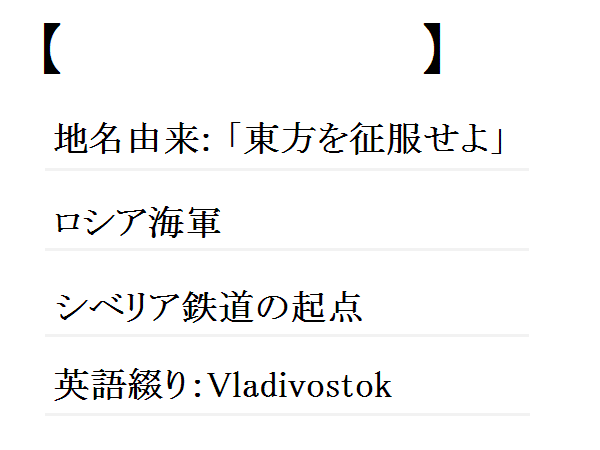 【　　　　　　　　　　】
地名由来：「東方を征服せよ」
ロシア海軍
シベリア鉄道の起点
英語綴り：Vladivostok